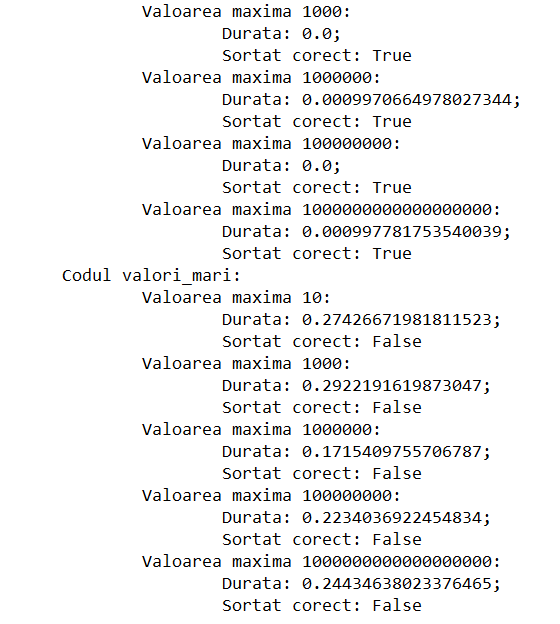 Valoarea maxima 1000:
Durata: 0.0;
Sortat corect: True
Valoarea maxima 1000000:
Durata: 0.0009970664978027344;
Sortat corect: True
Valoarea maxima 100000000:
Durata: 0.0;
Sortat corect: True
Valoarea maxima 1000000000000000000:
Durata: 0.000997781753540039;
Sortat corect: True
Codul valori_mari:
Valoarea maxima 10:
Durata: 0.27426671981811523;
Sortat corect: False
Valoarea maxima 1000:
Durata: 0.2922191619873047;
Sortat corect: False
Valoarea maxima 1000000:
Durata: 0.1715409755706787;
Sortat corect: False
Valoarea maxima 100000000:
Durata: 0.2234036922454834;
Sortat corect: False
Valoarea maxima 1000000000000000000:
Durata: 0.24434638023376465;
Sortat corect: False